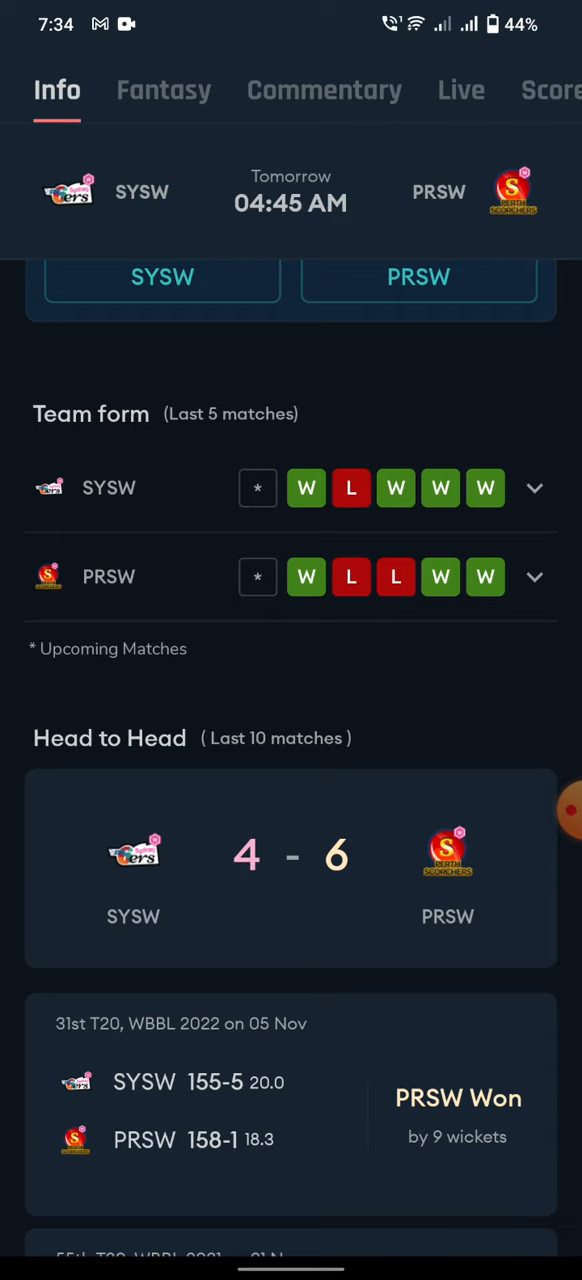 7:34 44%
Info Fantasy Commentary Live Score
SYSW Tomorrow PRSW
04:45 AM
SYSW PRSW
Team form (Last 5 matches)
SYSW * W L W W W
PRSW * W L L W W
* Upcoming Matches
Head to Head ( Last 10 matches )
4 - 6
SYSW PRSW
31st T20, WBBL 2022 on 05 Nov
SYSW 155-5 20.0
PRSW Won
PRSW 158-1 18.3
by 9 wickets